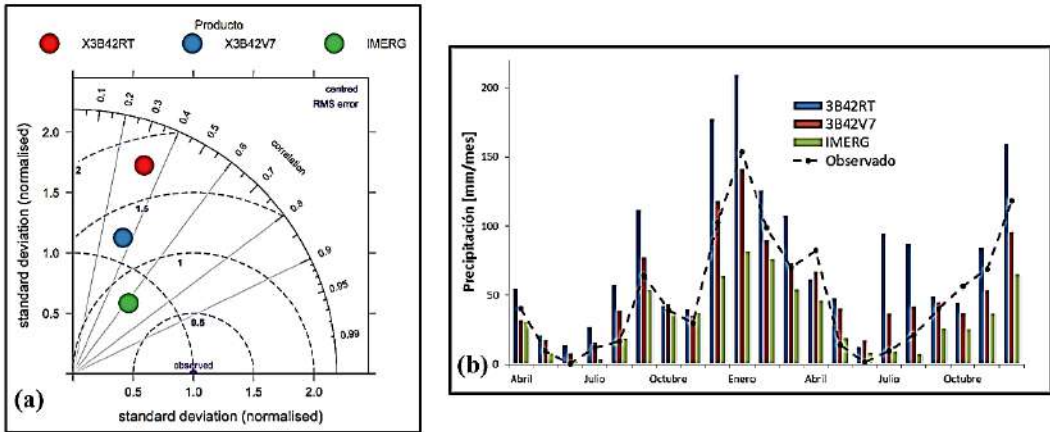 Producto
X3B42RT X3B42V7 IMERG
centred
RMS error
0.1 0.2 0.3 0.4 0.5 0.6 0.7 0.8 0.9 0.95 0.99
correlation
2.0
1.5
1.0
0.5
2
1.5
1
0.5
observed
standard deviation (normalised)
0.5 1.0 1.5 2.0
standard deviation (normalised)
(a)
200
150
100
50
0
Precipitación [mm/mes]
3B42RT
3B42V7
IMERG
Observado
Abril Julio Octubre Enero Abril Julio Octubre
(b)